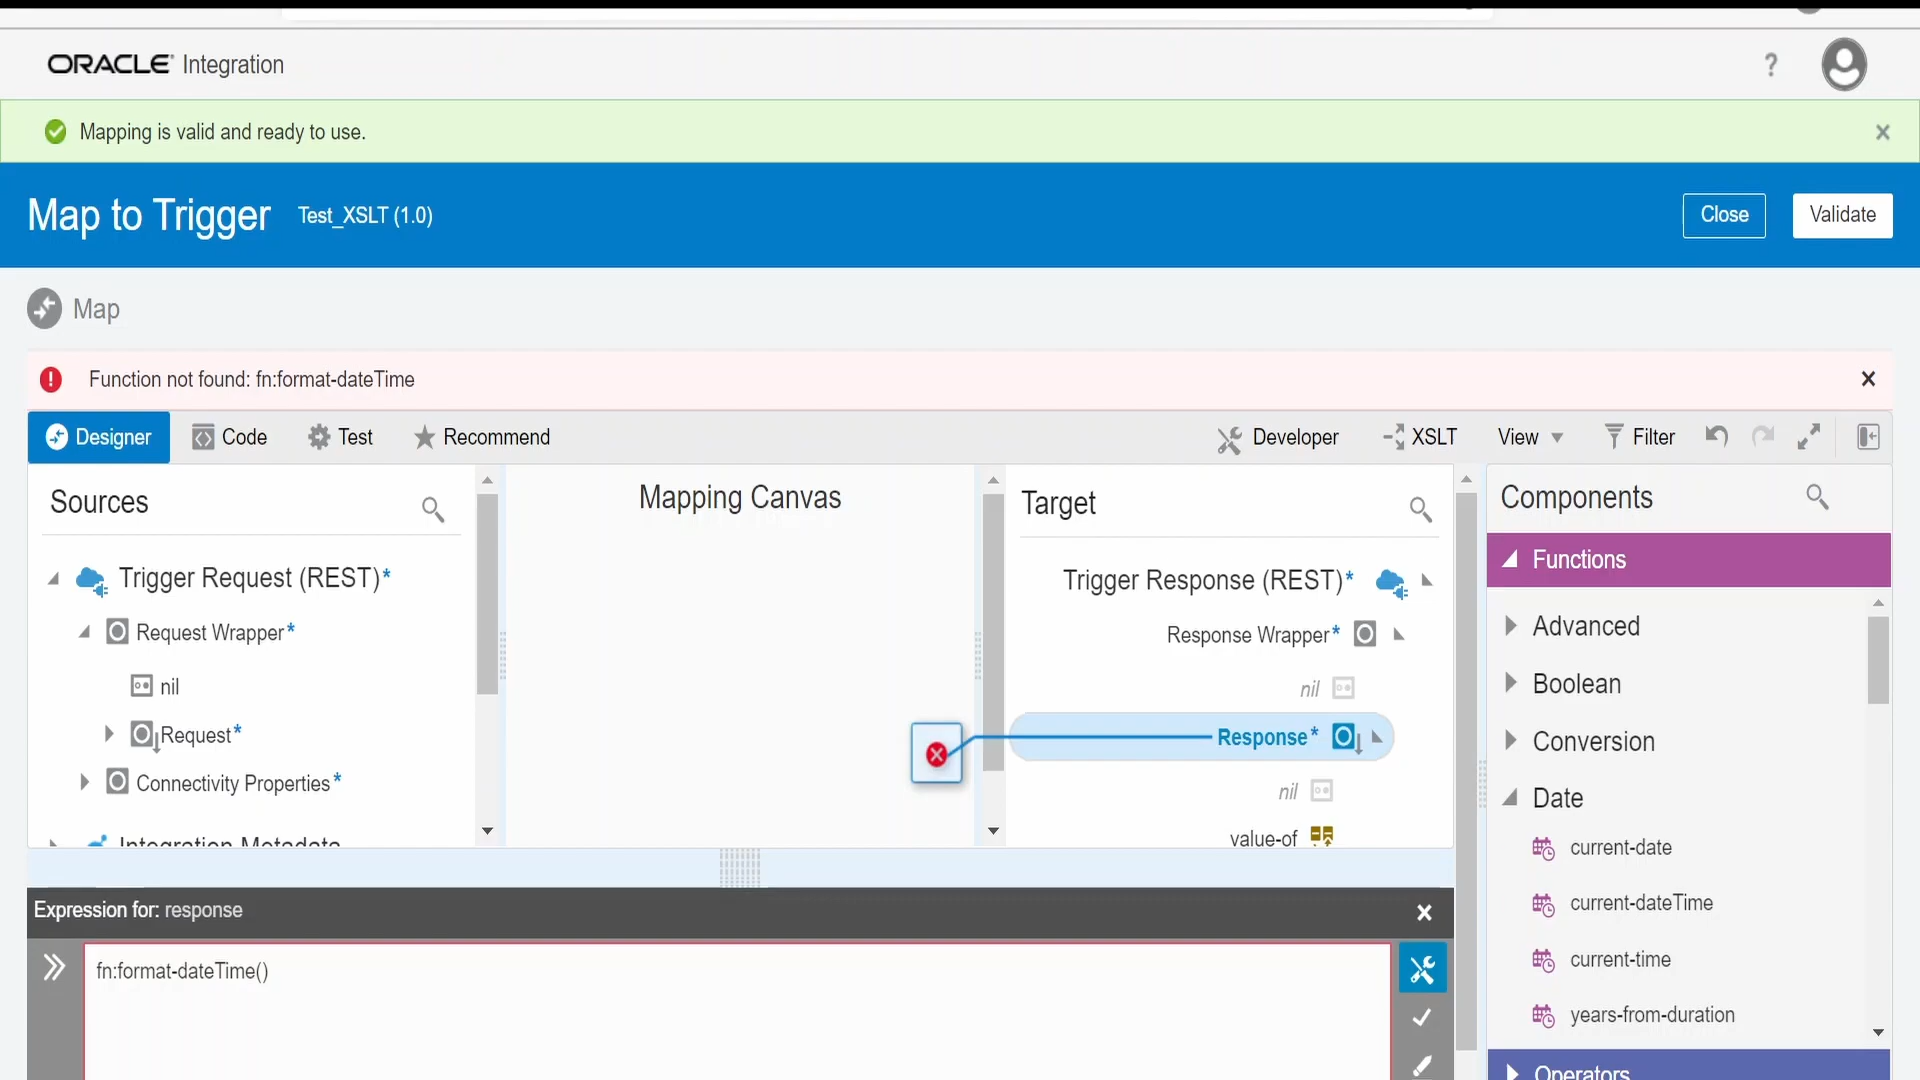 ORACLE Integration
?
Mapping is valid and ready to use.
Map to Trigger Test_XSLT (1.0)
Close Validate
Map
Function not found: fn:format-dateTime
Designer Code Test Recommend Developer XSLT View Filter
Sources
Mapping Canvas
Target
Components
Functions
Trigger Request (REST)*
Request Wrapper*
nil
Request*
Connectivity Properties*
Integration Metadata
Trigger Response (REST)*
Response Wrapper*
nil
Response*
nil
value-of
Advanced
Boolean
Conversion
Date
current-date
current-dateTime
current-time
years-from-duration
Operators
Expression for: response
fn:format-dateTime()